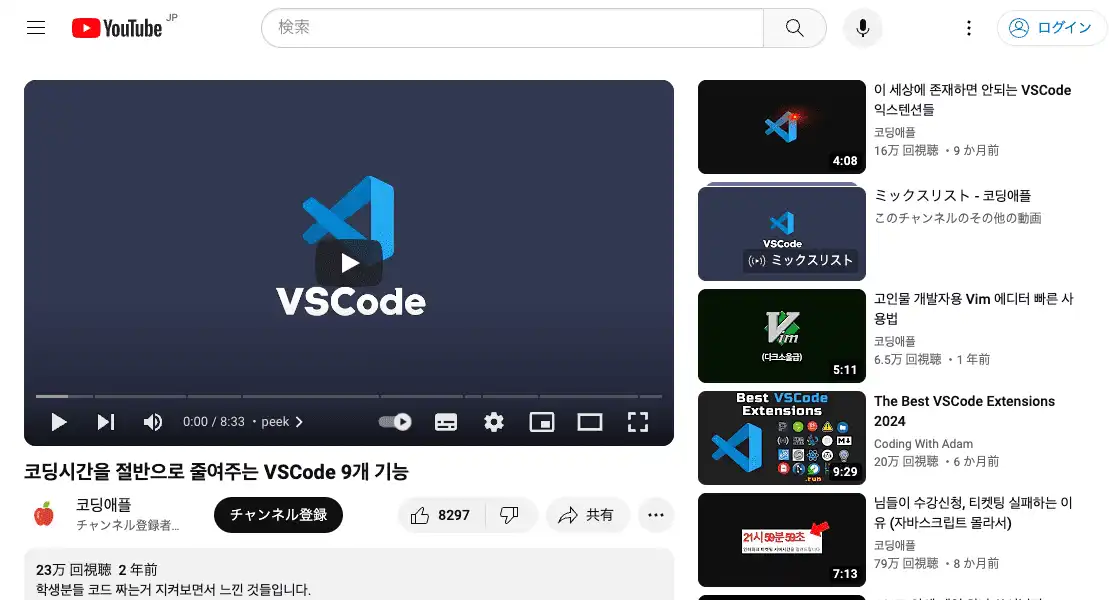 YouTube JP
検索
ログイン
VSCode
0:00 / 8:33 • peek
코딩시간을 절반으로 줄여주는 VSCode 9개 기능
코딩애플
チャンネル登録者...
チャンネル登録
8297
共有
23万 回視聴 2 年前
학생분들 코드 짜는거 지켜보면서 느낀 것들입니다.
4:08
이 세상에 존재하면 안되는 VSCode
익스텐션들
코딩애플
16万 回視聴 • 9 か月前
VSCode
ミックスリスト
ミックスリスト - 코딩애플
このチャンネルのその他の動画
Vim
(다크소울급)
5:11
고인물 개발자용 Vim 에디터 빠른 사
용법
코딩애플
6.5万 回視聴 • 1 年前
Best VSCode
Extensions
.run
9:29
The Best VSCode Extensions
2024
Coding With Adam
20万 回視聴 • 6 か月前
21시59분59초
7:13
님들이 수강신청, 티켓팅 실패하는 이
유 (자바스크립트 몰라서)
코딩애플
79万 回視聴 • 8 か月前